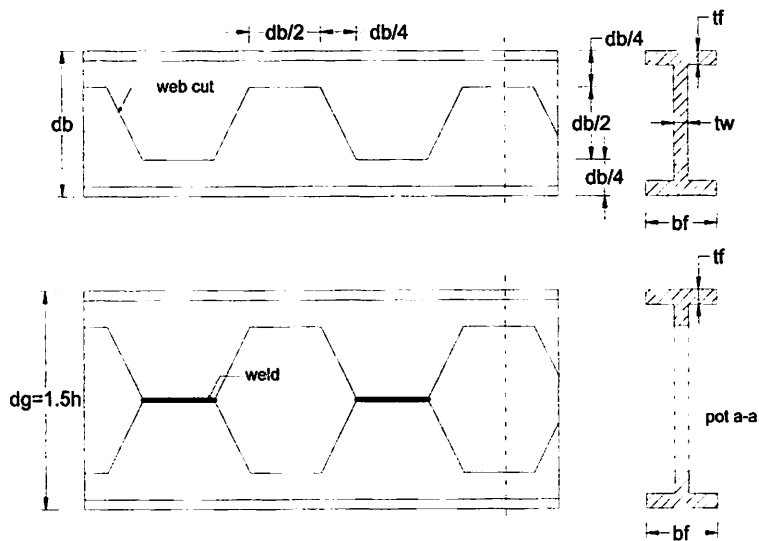 db/2
db/4
tf
db/4
web cut
db
db/2
tw
db/4
bf
tf
weld
dg=1.5h
pot a-a
bf